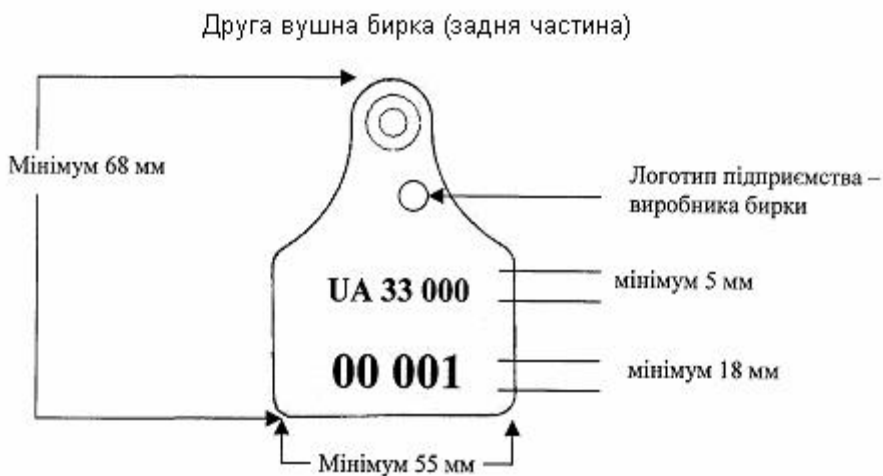 Друга вушна бирка (задня частина)
Мінімум 68 мм
Логотип підприємства –
виробника бирки
UA 33 000
мінімум 5 мм
00 001
мінімум 18 мм
Мінімум 55 мм